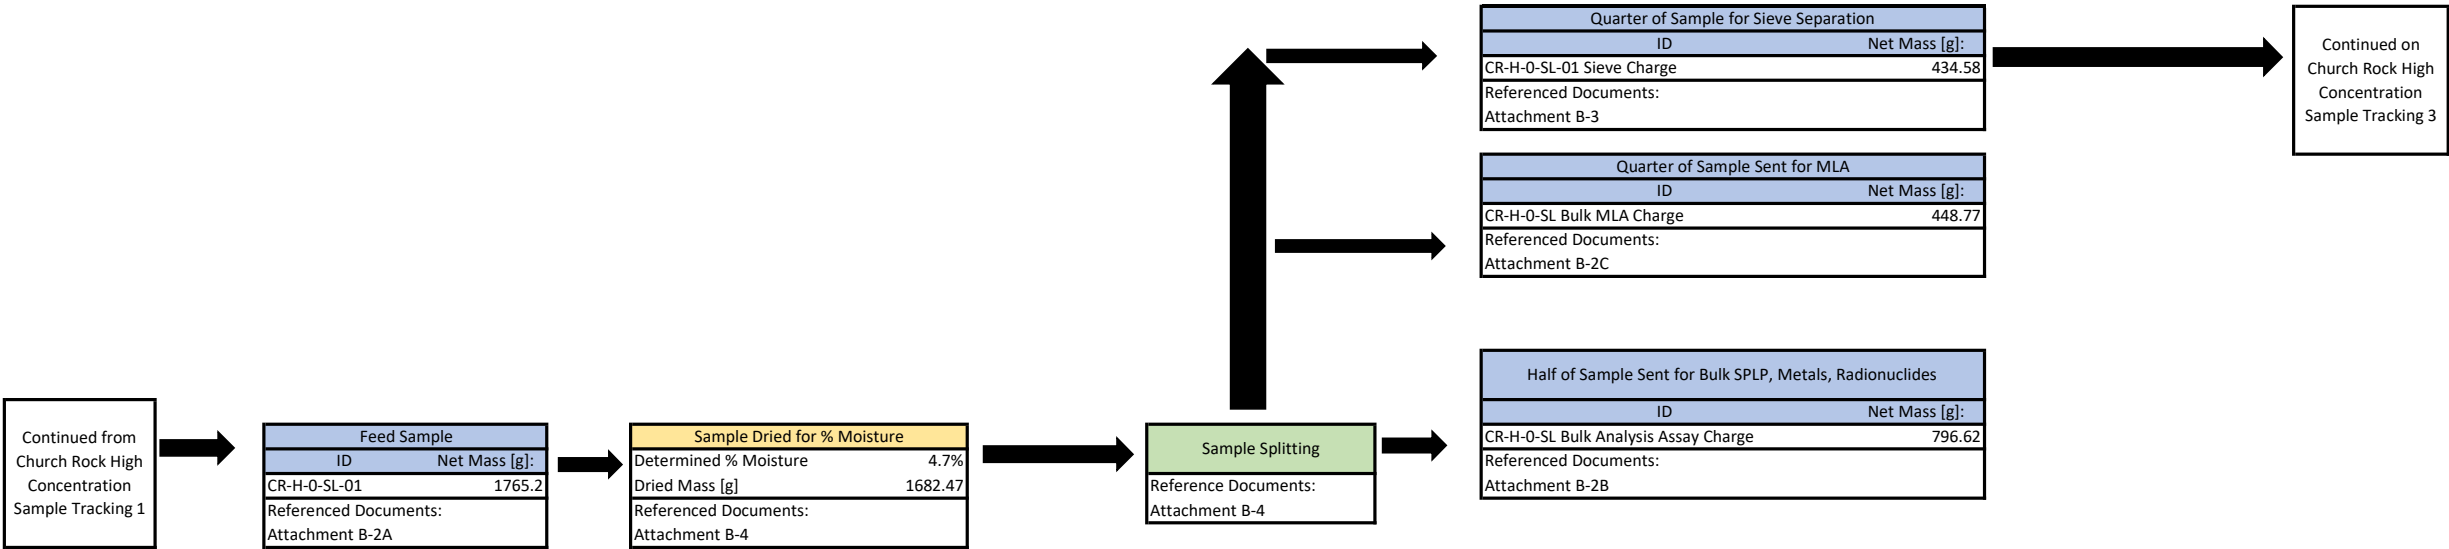 Continued from
Church Rock High
Concentration
Sample Tracking 1
Feed Sample
ID Net Mass [g]:
CR-H-0-SL-01 1765.2
Referenced Documents:
Attachment B-2A
Sample Dried for % Moisture
Determined % Moisture 4.7%
Dried Mass [g] 1682.47
Referenced Documents:
Attachment B-4
Sample Splitting
Reference Documents:
Attachment B-4
Quarter of Sample for Sieve Separation
ID Net Mass [g]:
CR-H-0-SL-01 Sieve Charge 434.58
Referenced Documents:
Attachment B-3
Quarter of Sample Sent for MLA
ID Net Mass [g]:
CR-H-0-SL Bulk MLA Charge 448.77
Referenced Documents:
Attachment B-2C
Half of Sample Sent for Bulk SPLP, Metals, Radionuclides
ID Net Mass [g]:
CR-H-0-SL Bulk Analysis Assay Charge 796.62
Referenced Documents:
Attachment B-2B
Continued on
Church Rock High
Concentration
Sample Tracking 3